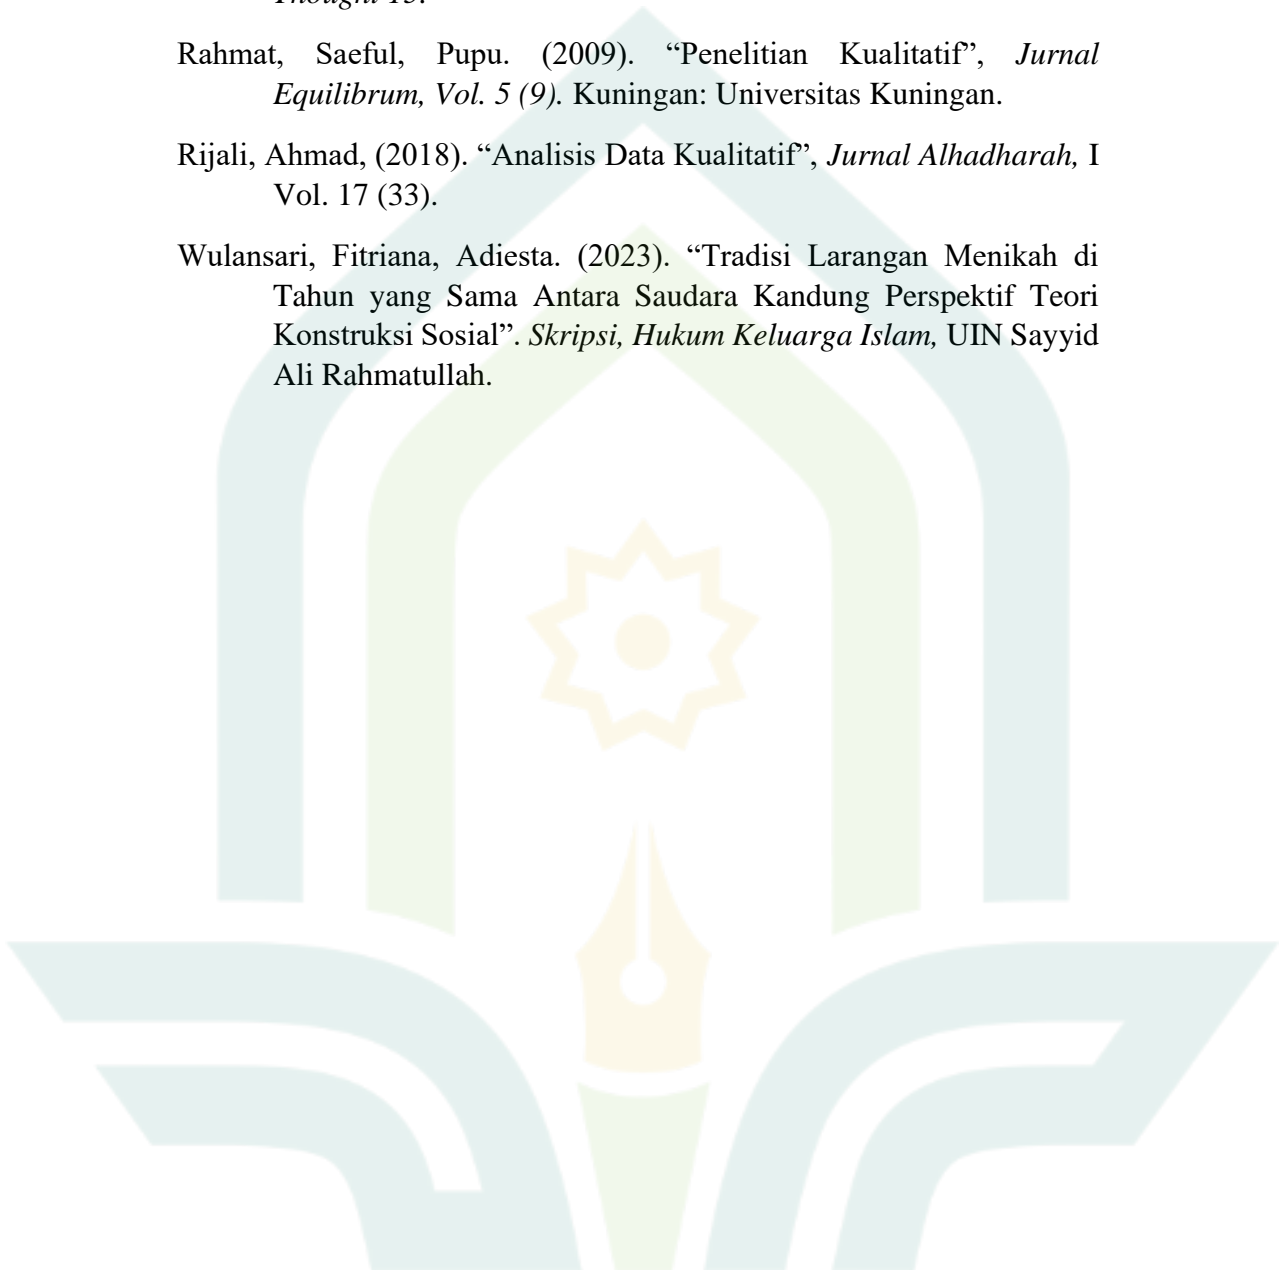 Thought 13.
Rahmat, Saeful, Pupu. (2009). “Penelitian Kualitatif”, Jurnal
Equilibrum, Vol. 5 (9). Kuningan: Universitas Kuningan.
Rijali, Ahmad, (2018). “Analisis Data Kualitatif”, Jurnal Alhadharah, I
Vol. 17 (33).
Wulansari, Fitriana, Adiesta. (2023). “Tradisi Larangan Menikah di
Tahun yang Sama Antara Saudara Kandung Perspektif Teori
Konstruksi Sosial”. Skripsi, Hukum Keluarga Islam, UIN Sayyid
Ali Rahmatullah.